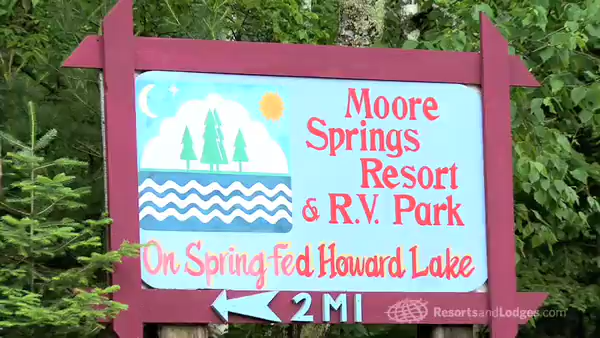 Moore
Springs
Resort
& R.V. Park
On Spring-fed Howard Lake
2 MI
ResortsandLodges.com